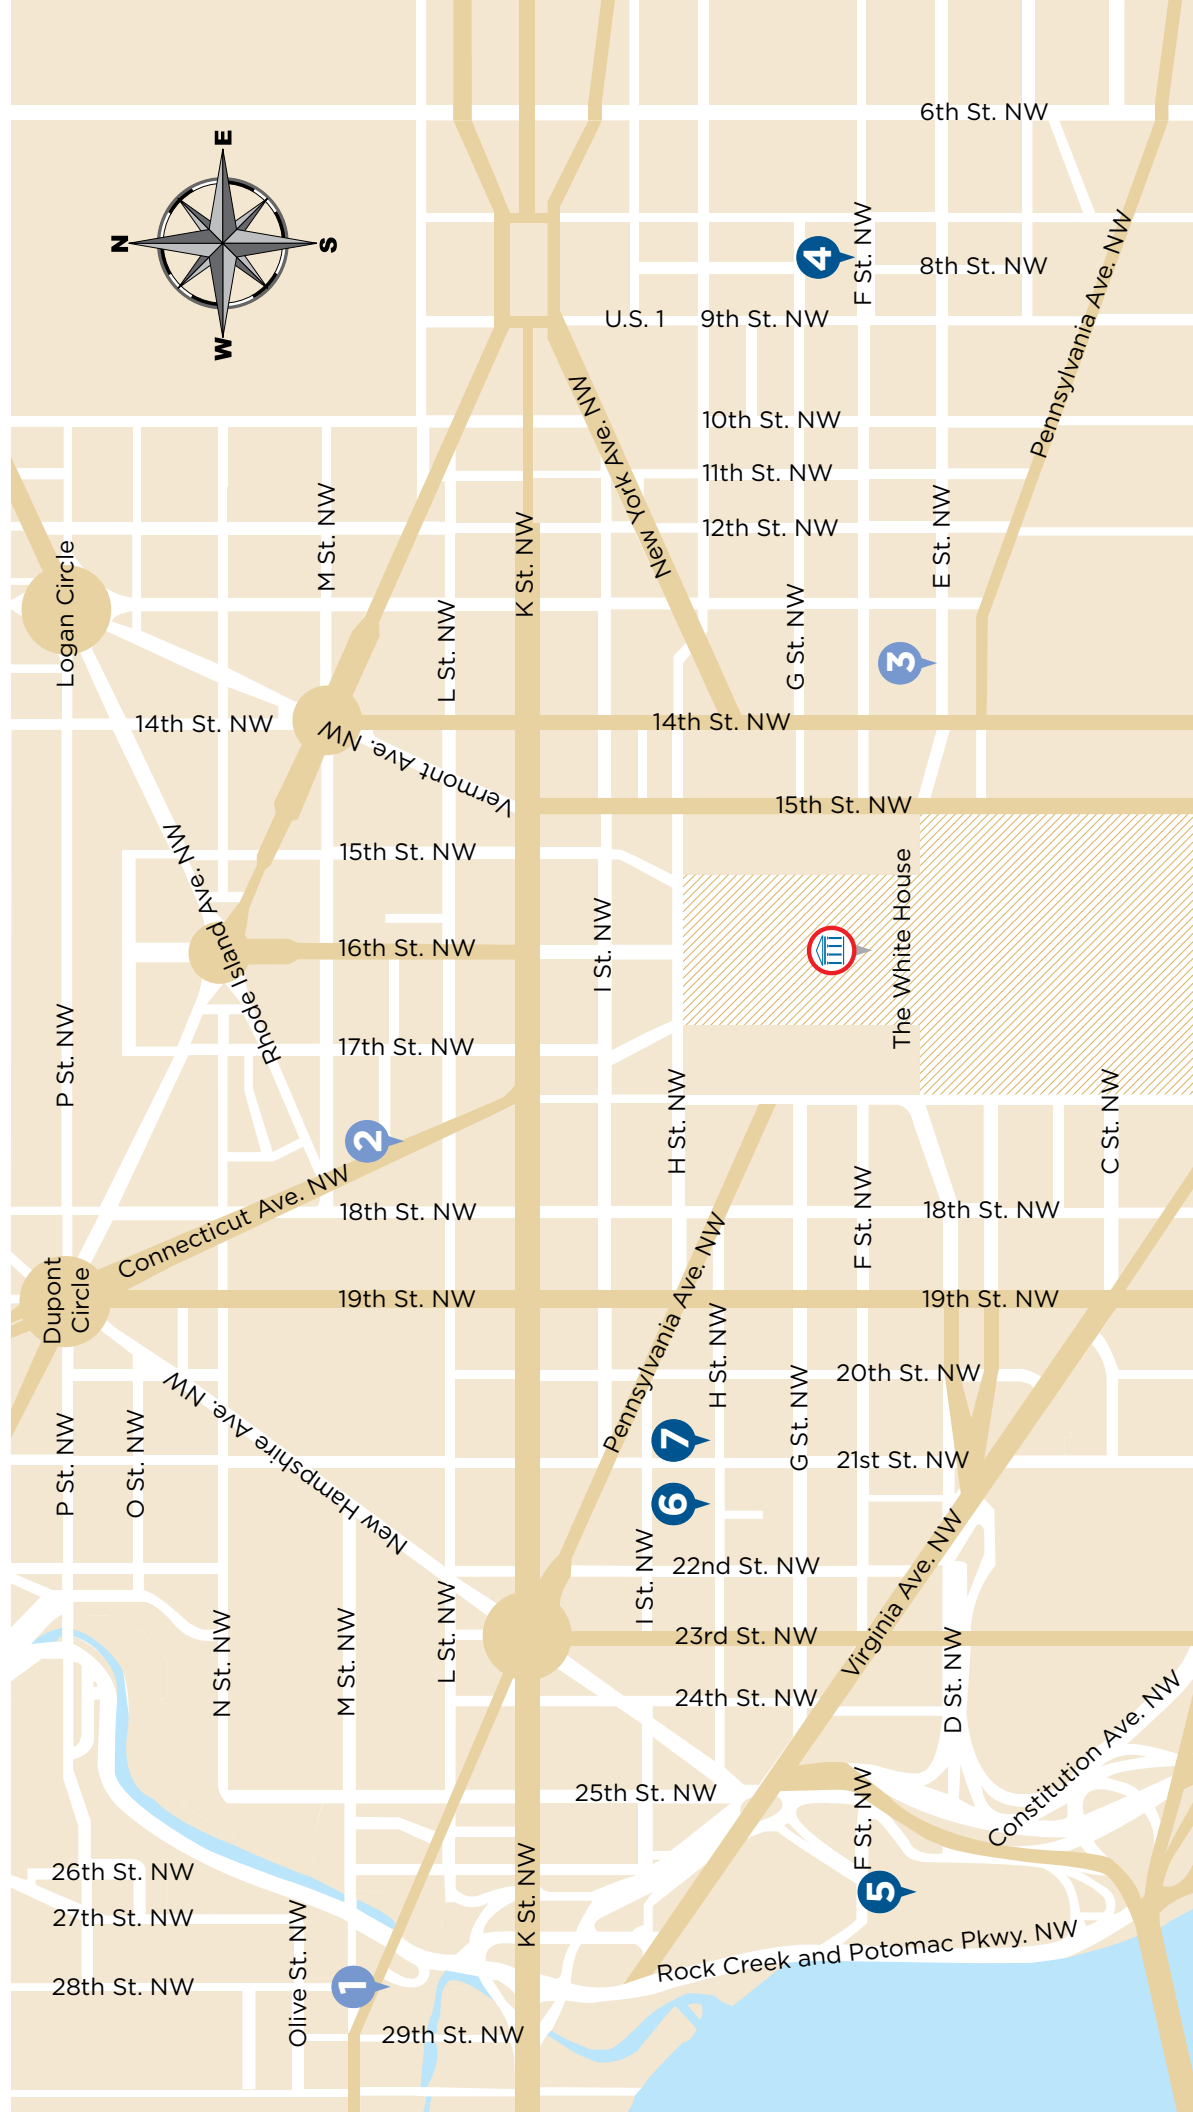 6th St. NW
E
N
S
W
F St. NW
4
8th St. NW
Pennsylvania Ave. NW
U.S. 1
9th St. NW
New York Ave. NW
10th St. NW
11th St. NW
12th St. NW
M St. NW
K St. NW
E St. NW
Logan Circle
L St. NW
G St. NW
3
14th St. NW
14th St. NW
Vermont Ave. NW
15th St. NW
15th St. NW
Rhode Island Ave. NW
16th St. NW
I St. NW
The White House
17th St. NW
P St. NW
H St. NW
C St. NW
2
Connecticut Ave. NW
18th St. NW
F St. NW
18th St. NW
Dupont
Circle
19th St. NW
19th St. NW
Pennsylvania Ave. NW
H St. NW
20th St. NW
G St. NW
New Hampshire Ave. NW
P St. NW
O St. NW
7
21st St. NW
6
I St. NW
22nd St. NW
Virginia Ave. NW
N St. NW
M St. NW
L St. NW
23rd St. NW
D St. NW
24th St. NW
Constitution Ave. NW
25th St. NW
F St. NW
26th St. NW
5
K St. NW
27th St. NW
Rock Creek and Potomac Pkwy. NW
28th St. NW
Olive St. NW
1
29th St. NW